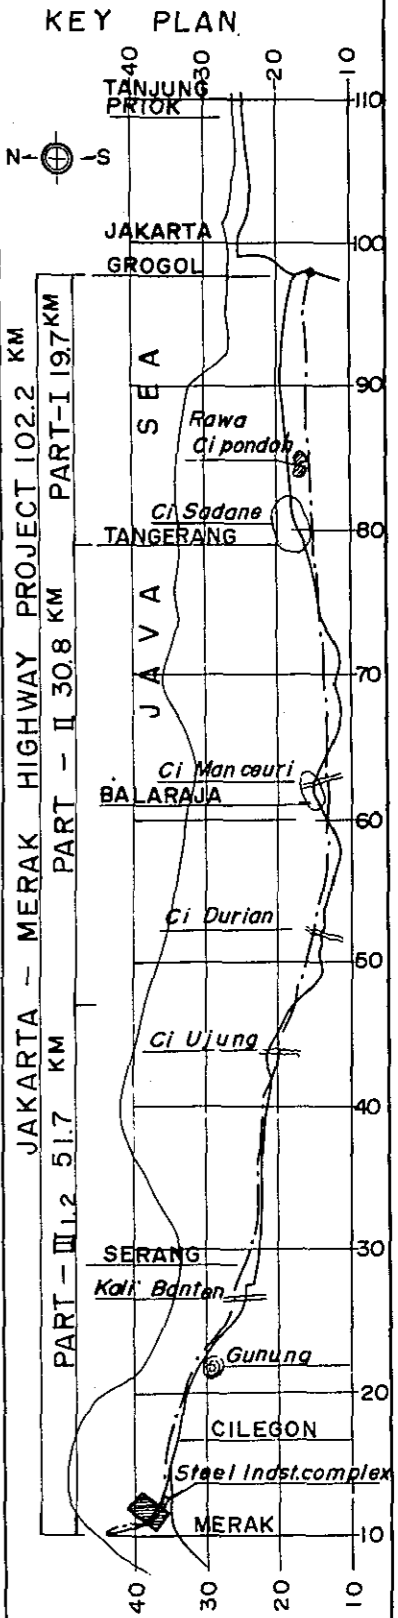 KEY PLAN
40 30 20 10
TANJUNG
PRIOK
110
N S
JAKARTA
100
GROGOL
JAKARTA - MERAK HIGHWAY PROJECT 102.2 KM
PART-I 19.7 KM
PART - II 30.8 KM
PART - III 1.2 51.7 KM
JAVA SEA
90
Rawa
Cipondoh
Ci Sadane
80
TANGERANG
70
Ci Manceuri
BALARAJA
60
Ci Durian
50
Ci Ujung
40
30
SERANG
Kali Banten
Gunung
20
CILEGON
Steel Indst.complex
MERAK
10
40 30 20 10